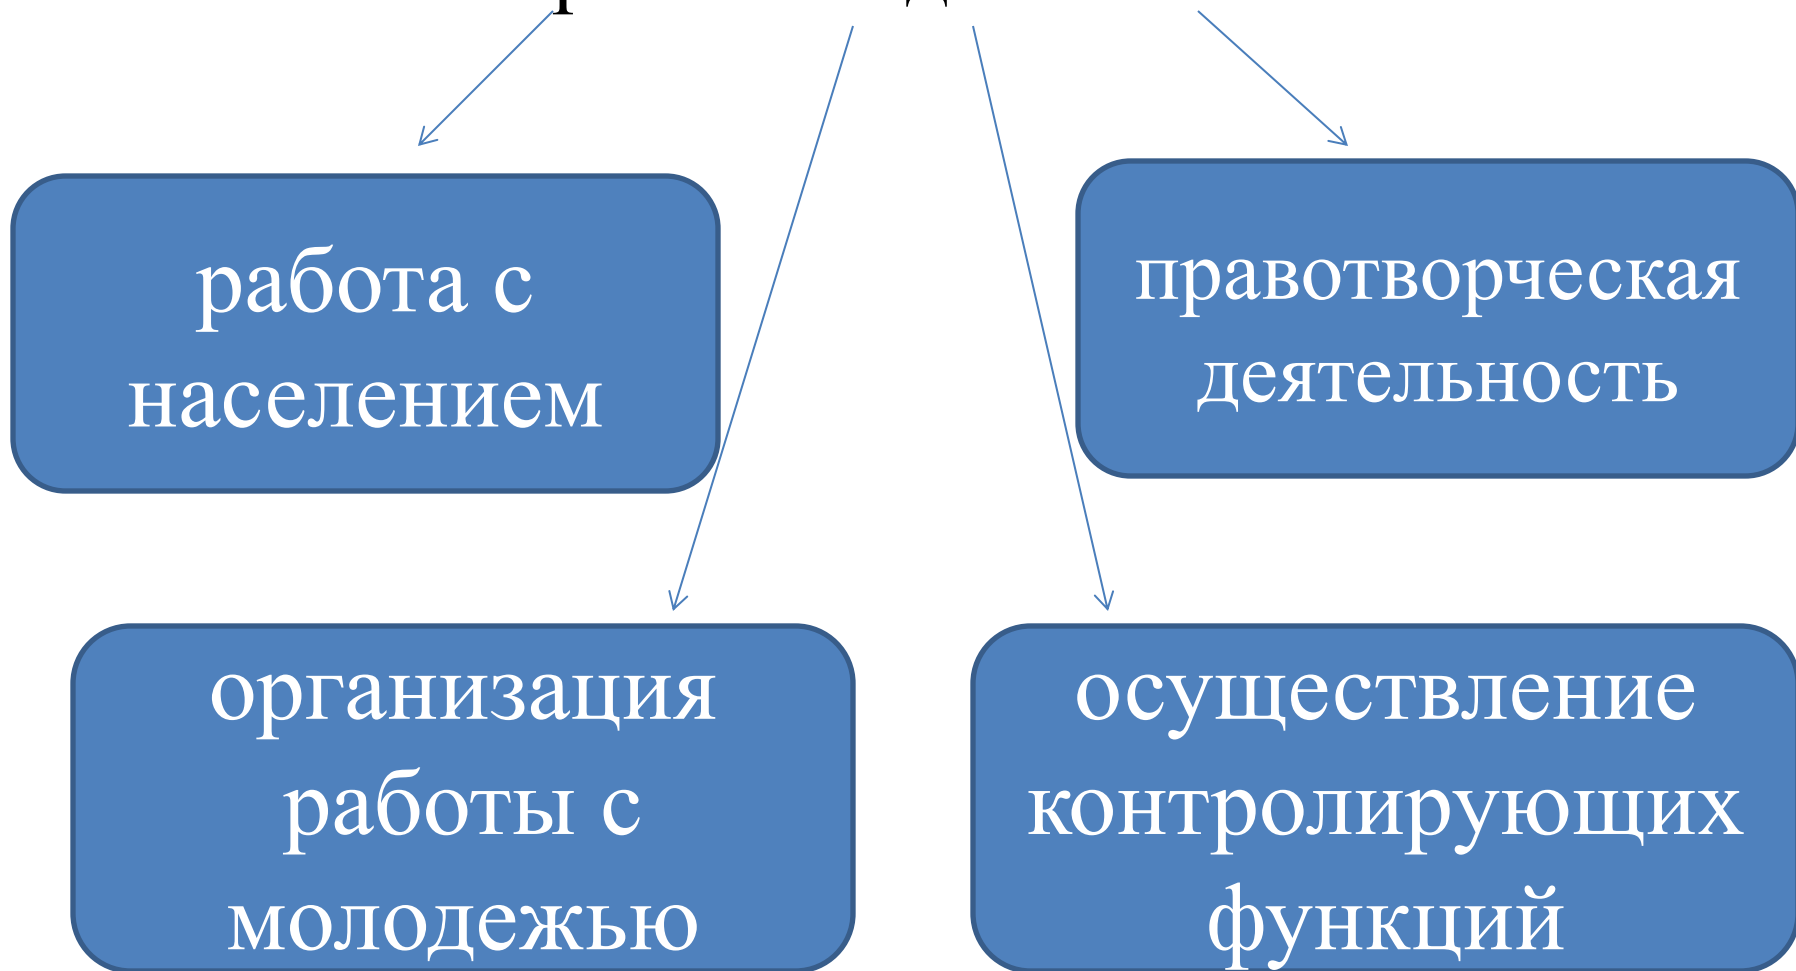 работа с
населением
правотворческая
деятельность
организация
работы с
молодежью
осуществление
контролирующих
функций